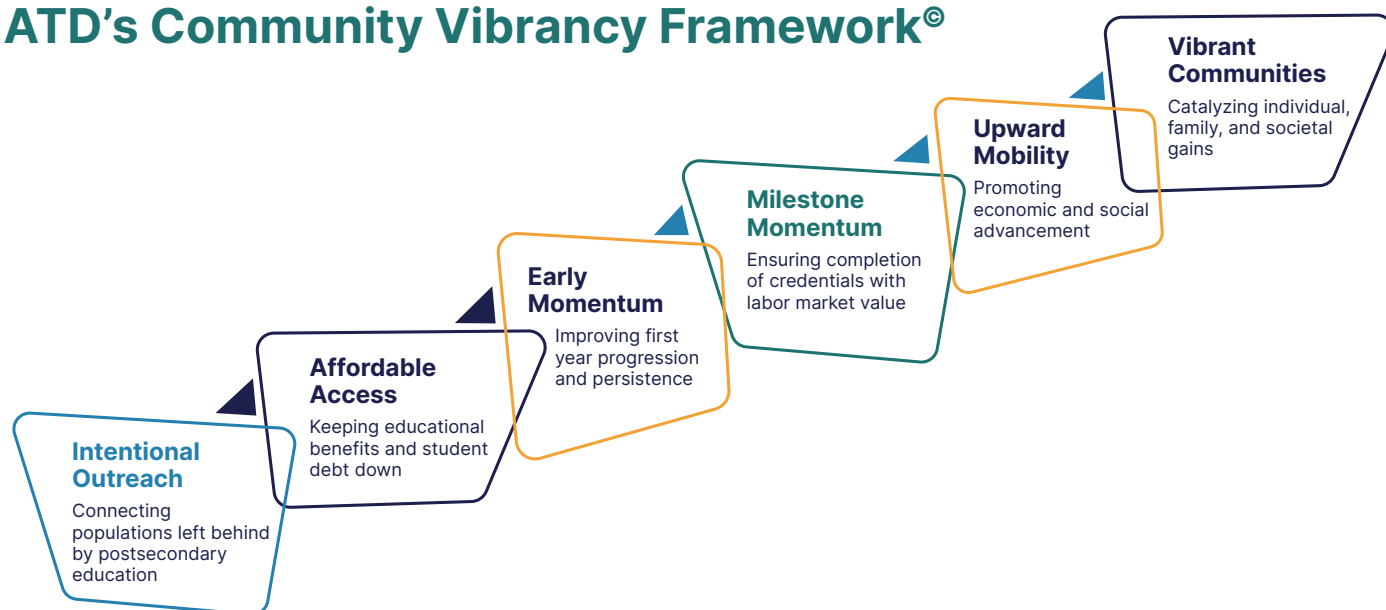 ATD's Community Vibrancy Framework©
Intentional
Outreach
Connecting
populations left behind
by postsecondary
education
Affordable
Access
Keeping educational
benefits and student
debt down
Early
Momentum
Improving first
year progression
and persistence
Milestone
Momentum
Ensuring completion
of credentials with
labor market value
Upward
Mobility
Promoting
economic and social
advancement
Vibrant
Communities
Catalyzing individual,
family, and societal
gains